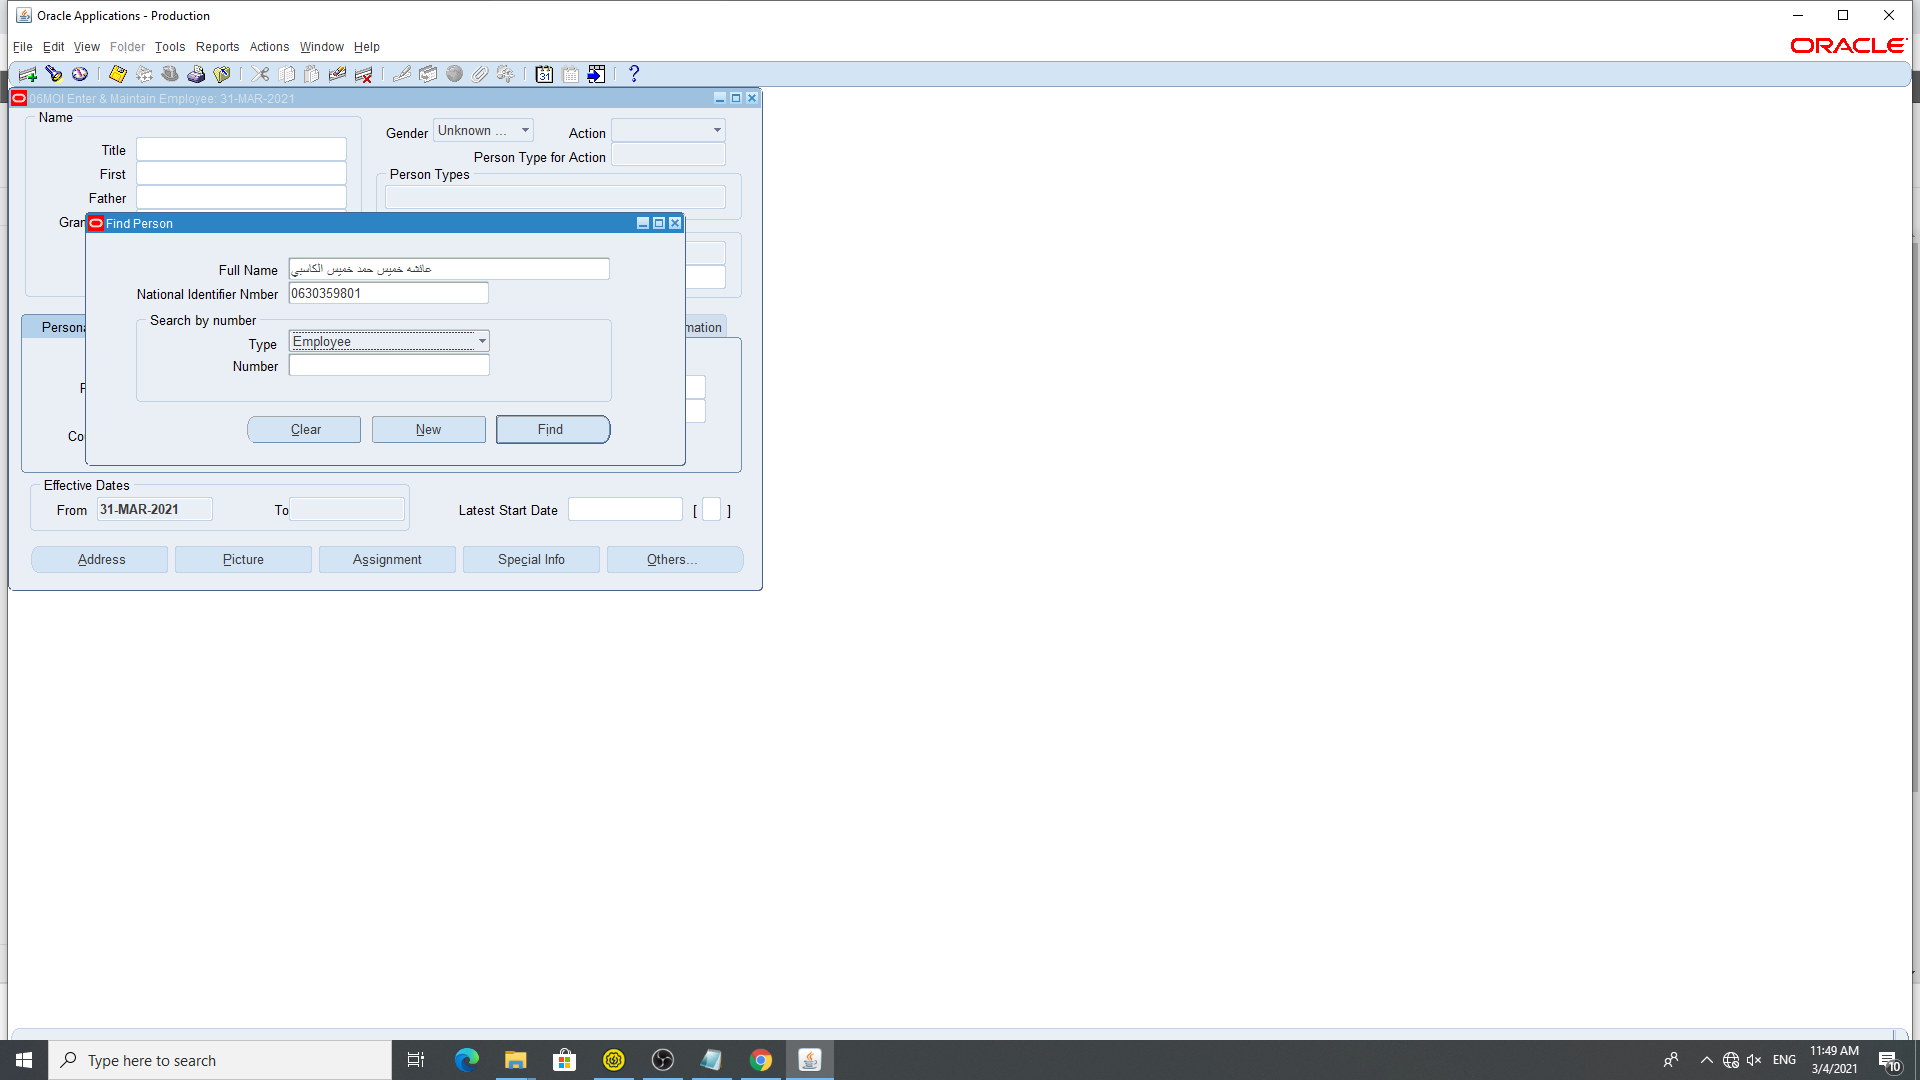 Oracle Applications - Production
File Edit View Folder Tools Reports Actions Window Help
ORACLE
06MOI Enter & Maintain Employee: 31-MAR-2021
Name
Title
First
Father
Gran
Gender Unknown ... Action
Person Type for Action
Person Types
Find Person
Full Name عائشه خميس حمد خميس الكاسبي
National Identifier Nmber 0630359801
Search by number
Type Employee
Number
Clear New Find
Persona
mation
Co
Effective Dates
From 31-MAR-2021 To
Latest Start Date [ ]
Address Picture Assignment Special Info Others...
Type here to search
ENG
11:49 AM
3/4/2021
10